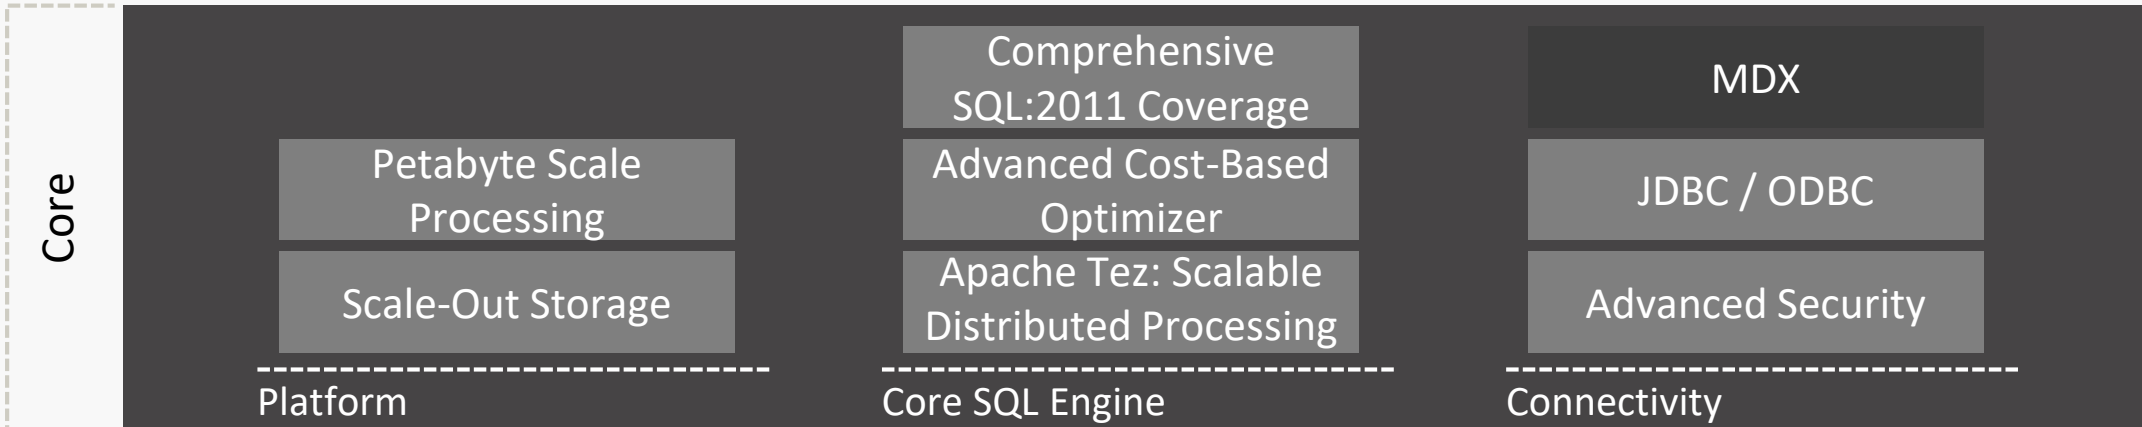 Core
Petabyte Scale
Processing
Scale-Out Storage
Platform
Comprehensive
SQL:2011 Coverage
Advanced Cost-Based
Optimizer
Apache Tez: Scalable
Distributed Processing
Core SQL Engine
MDX
JDBC / ODBC
Advanced Security
Connectivity